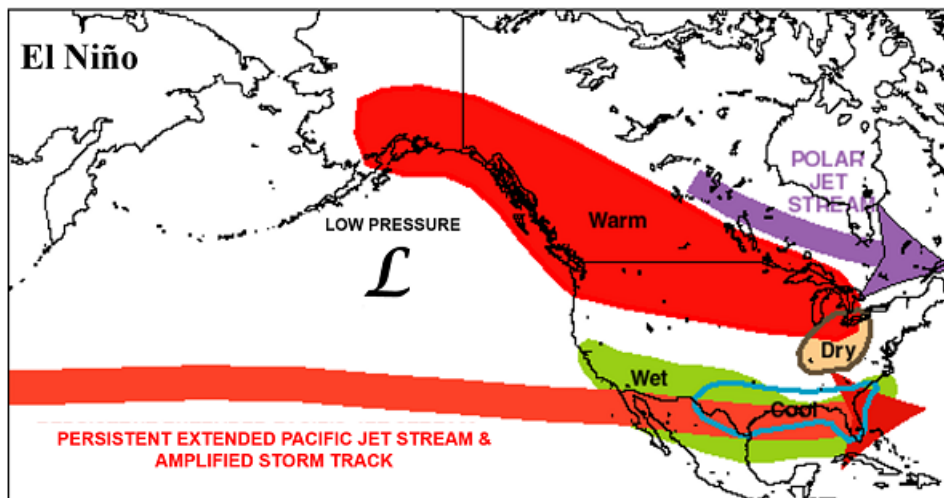 El Niño
POLAR
JET
STREAM
Warm
LOW PRESSURE
L
Dry
Wet
Cool
PERSISTENT EXTENDED PACIFIC JET STREAM &
AMPLIFIED STORM TRACK